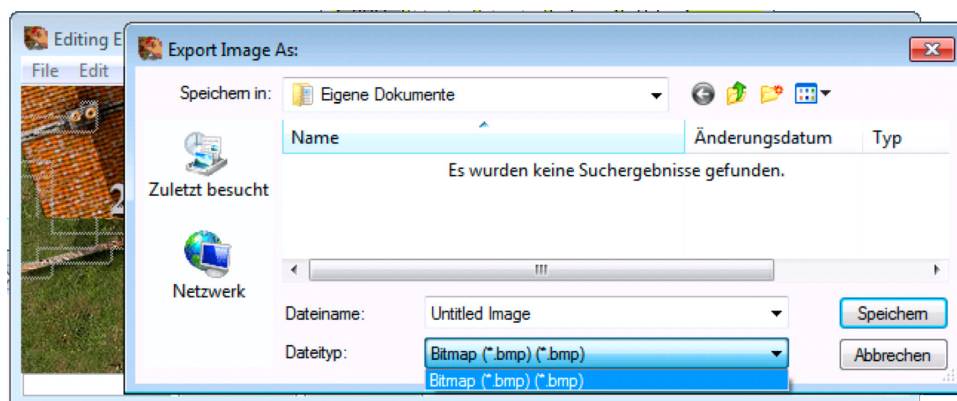 Editing E
Export Image As:
File Edit
Speichern in:
Eigene Dokumente
Name
Änderungsdatum
Typ
Es wurden keine Suchergebnisse gefunden.
Zuletzt besucht
2
Netzwerk
Dateiname:
Untitled Image
Speichern
Dateityp:
Bitmap (*.bmp) (*.bmp)
Abbrechen
Bitmap (*.bmp) (*.bmp)